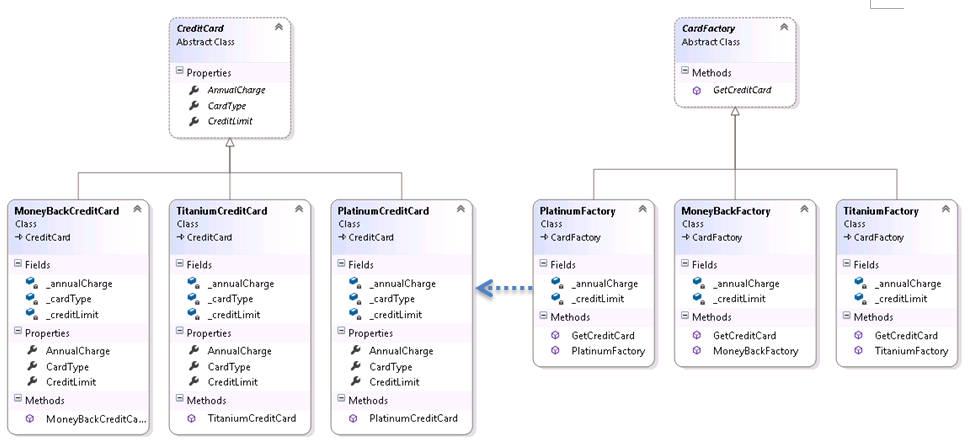 CreditCard
Abstract Class
Properties
AnnualCharge
CardType
CreditLimit
CardFactory
Abstract Class
Methods
GetCreditCard
MoneyBackCreditCard
Class
CreditCard
Fields
_annualCharge
_cardType
_creditLimit
Properties
AnnualCharge
CardType
CreditLimit
Methods
MoneyBackCreditCa...
TitaniumCreditCard
Class
CreditCard
Fields
_annualCharge
_cardType
_creditLimit
Properties
AnnualCharge
CardType
CreditLimit
Methods
TitaniumCreditCard
PlatinumCreditCard
Class
CreditCard
Fields
_annualCharge
_cardType
_creditLimit
Properties
AnnualCharge
CardType
CreditLimit
Methods
PlatinumCreditCard
PlatinumFactory
Class
CardFactory
Fields
_annualCharge
_creditLimit
Methods
GetCreditCard
PlatinumFactory
MoneyBackFactory
Class
CardFactory
Fields
_annualCharge
_creditLimit
Methods
GetCreditCard
MoneyBackFactory
TitaniumFactory
Class
CardFactory
Fields
_annualCharge
_creditLimit
Methods
GetCreditCard
TitaniumFactory